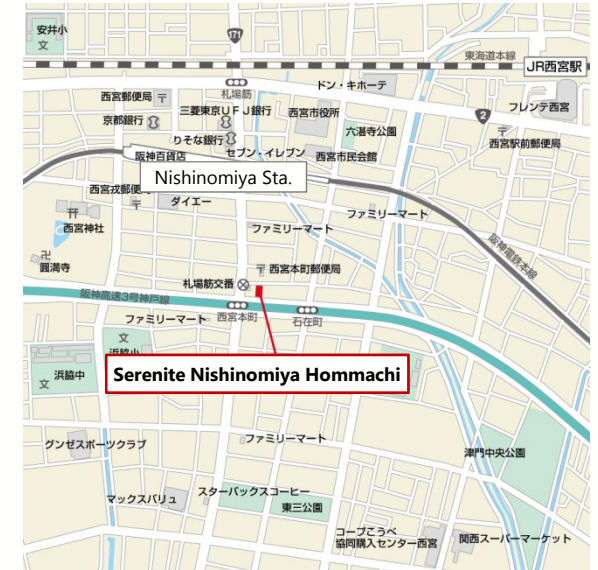 安井小
文
171
東海道本線
JR西宮駅
札場筋
ドン・キホーテ
西宮郵便局
〒
三菱東京UFJ銀行
西宮市役所
2
フレンテ西宮
京都銀行
六湛寺公園
〒
りそな銀行
西宮駅前郵便局
阪神百貨店
セブン・イレブン
西宮市民会館
Nishinomiya Sta.
西宮戎郵便
〒
ダイエー
ファミリーマート
西宮神社
ファミリーマート
卍
圓満寺
阪神電鉄本線
〒
西宮本町郵便局
札場筋交番
阪神高速3号神戸線
西宮本町
石在町
ファミリーマート
文
浜脇小
Serenite Nishinomiya Hommachi
浜脇中
文
グンゼスポーツクラブ
ファミリーマート
津門中央公園
マックスバリュ
スターバックスコーヒー
東三公園
コープこうべ
協同購入センター西宮
関西スーパーマーケット